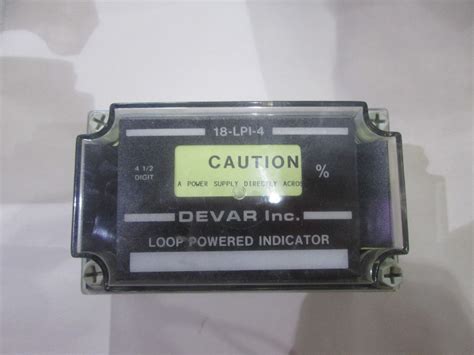 18-LPI-4
4 1/2
DIGIT
CAUTION
A POWER SUPPLY DIRECTLY ACROS
%
DEVAR Inc.
LOOP POWERED INDICATOR